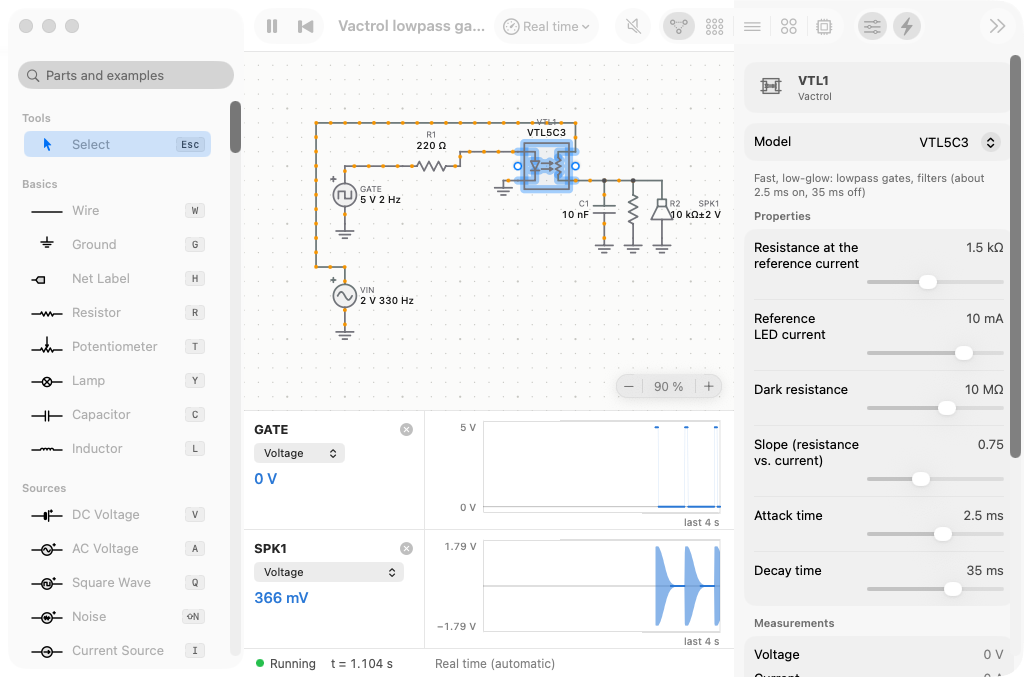 Vactrol lowpass ga...
Real time
Parts and examples
Tools
Select
Esc
Basics
Wire
W
Ground
G
Net Label
H
Resistor
R
Potentiometer
T
Lamp
Y
Capacitor
C
Inductor
L
Sources
DC Voltage
V
AC Voltage
A
Square Wave
Q
Noise
⇧N
Current Source
I
R1
220 Ω
VTL1
VTL5C3
GATE
5 V 2 Hz
C1
10 nF
R2
10 kΩ
SPK1
±2 V
VIN
2 V 330 Hz
90 %
GATE
Voltage
0 V
5 V
0 V
last 4 s
SPK1
Voltage
366 mV
1.79 V
−1.79 V
last 4 s
Running
t = 1.104 s
Real time (automatic)
VTL1
Vactrol
Model
VTL5C3
Fast, low-glow: lowpass gates, filters (about
2.5 ms on, 35 ms off)
Properties
Resistance at the
reference current
1.5 kΩ
Reference
LED current
10 mA
Dark resistance
10 MΩ
Slope (resistance
vs. current)
0.75
Attack time
2.5 ms
Decay time
35 ms
Measurements
Voltage
0 V